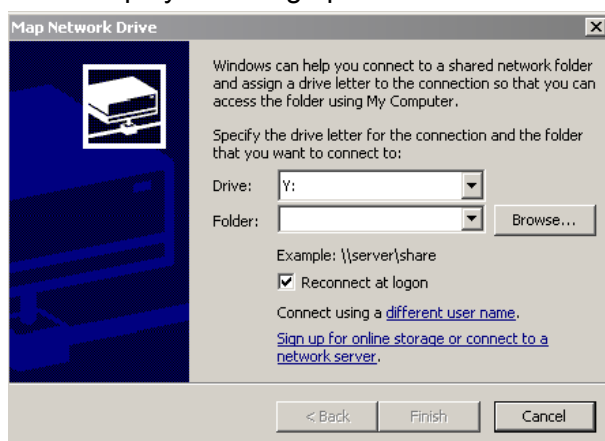 Map Network Drive
Windows can help you connect to a shared network folder
and assign a drive letter to the connection so that you can
access the folder using My Computer.
Specify the drive letter for the connection and the folder
that you want to connect to:
Drive: Y:
Folder: Browse...
Example: \\server\share
Reconnect at logon
Connect using a different user name.
Sign up for online storage or connect to a
network server.
< Back Finish Cancel